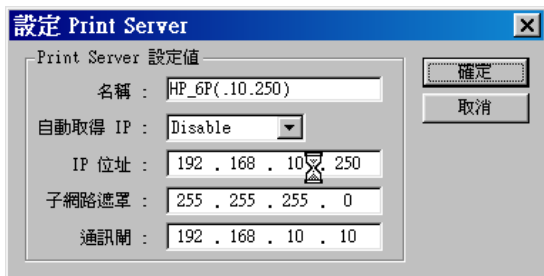 設定 Print Server
Print Server 設定值
名稱 : HP_6P(.10.250)
自動取得 IP : Disable
IP 位址 : 192 . 168 . 10 . 250
子網路遮罩 : 255 . 255 . 255 . 0
通訊閘 : 192 . 168 . 10 . 10
確定
取消